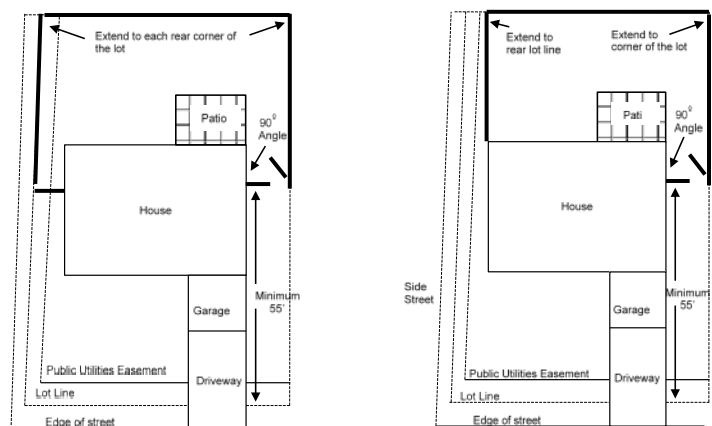 Extend to each rear corner of
the lot
Patio
90º
Angle
House
Minimum
55'
Garage
Public Utilities Easement
Driveway
Lot Line
Edge of street
Extend to
rear lot line
Extend to
corner of the lot
Pati
90º
Angle
House
Side
Street
Minimum
55'
Garage
Public Utilities Easement
Driveway
Lot Line
Edge of street